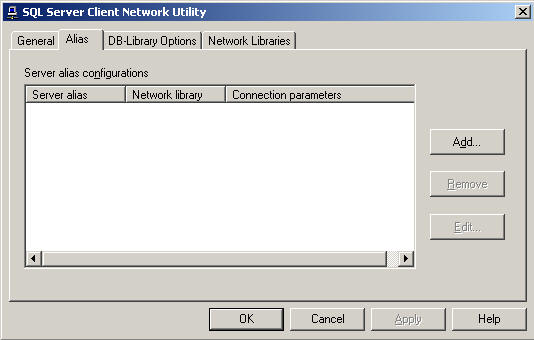 SQL Server Client Network Utility
General Alias DB-Library Options Network Libraries
Server alias configurations
Server alias Network library Connection parameters
Add...
Remove
Edit...
OK Cancel Apply Help